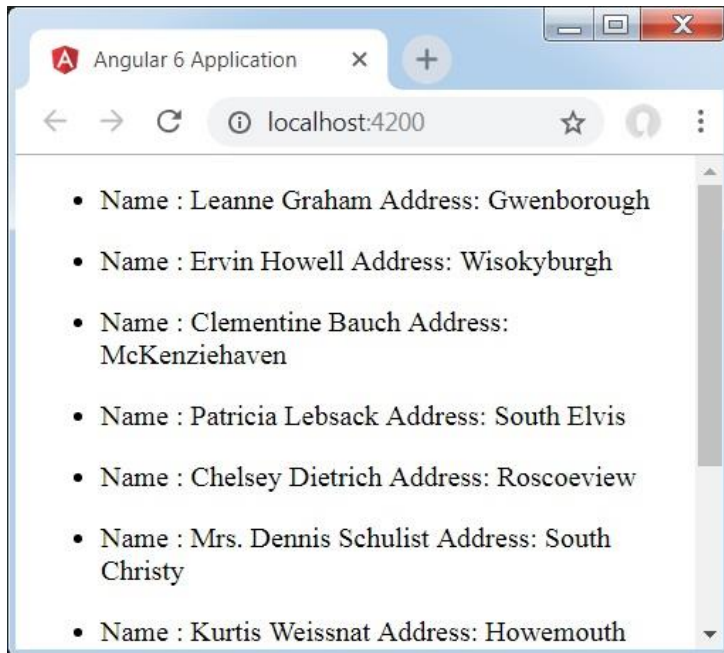 Angular 6 Application
localhost:4200
Name : Leanne Graham Address: Gwenborough
Name : Ervin Howell Address: Wisokyburgh
Name : Clementine Bauch Address:
McKenziehaven
Name : Patricia Lebsack Address: South Elvis
Name : Chelsey Dietrich Address: Roscoeview
Name : Mrs. Dennis Schulist Address: South
Christy
Name : Kurtis Weissnat Address: Howemouth